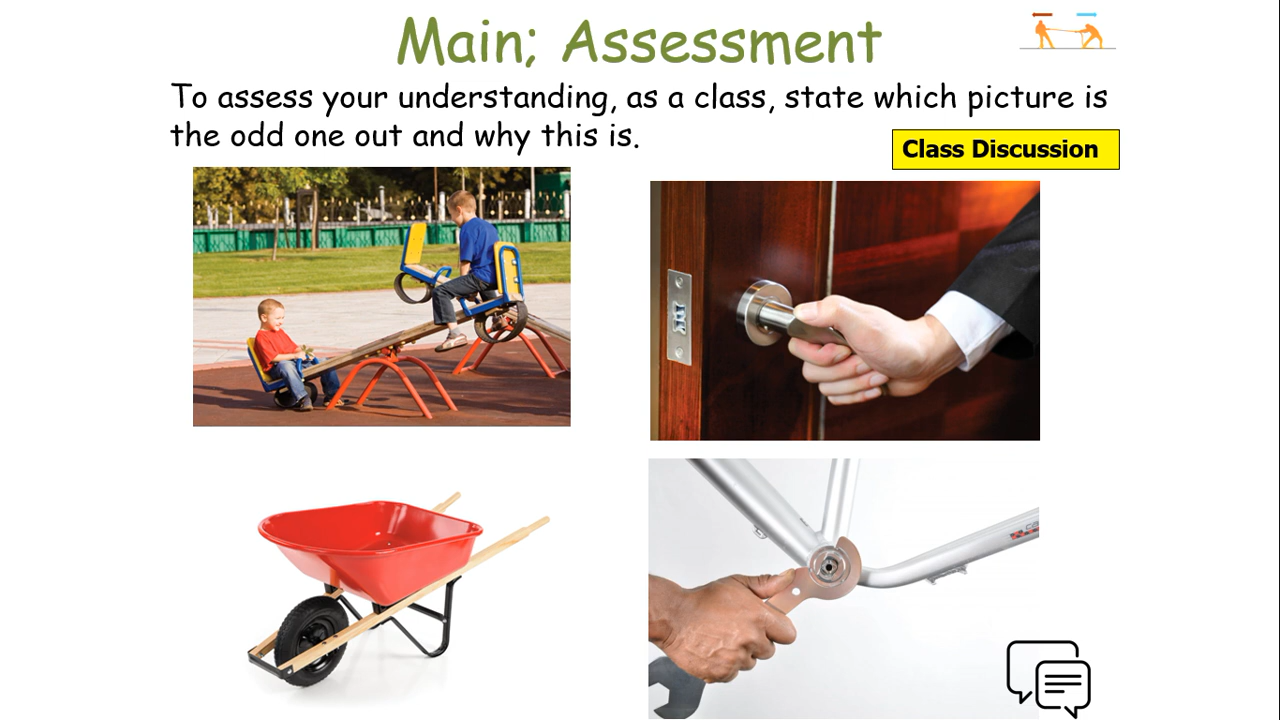 Main; Assessment
To assess your understanding, as a class, state which picture is
the odd one out and why this is.
Class Discussion